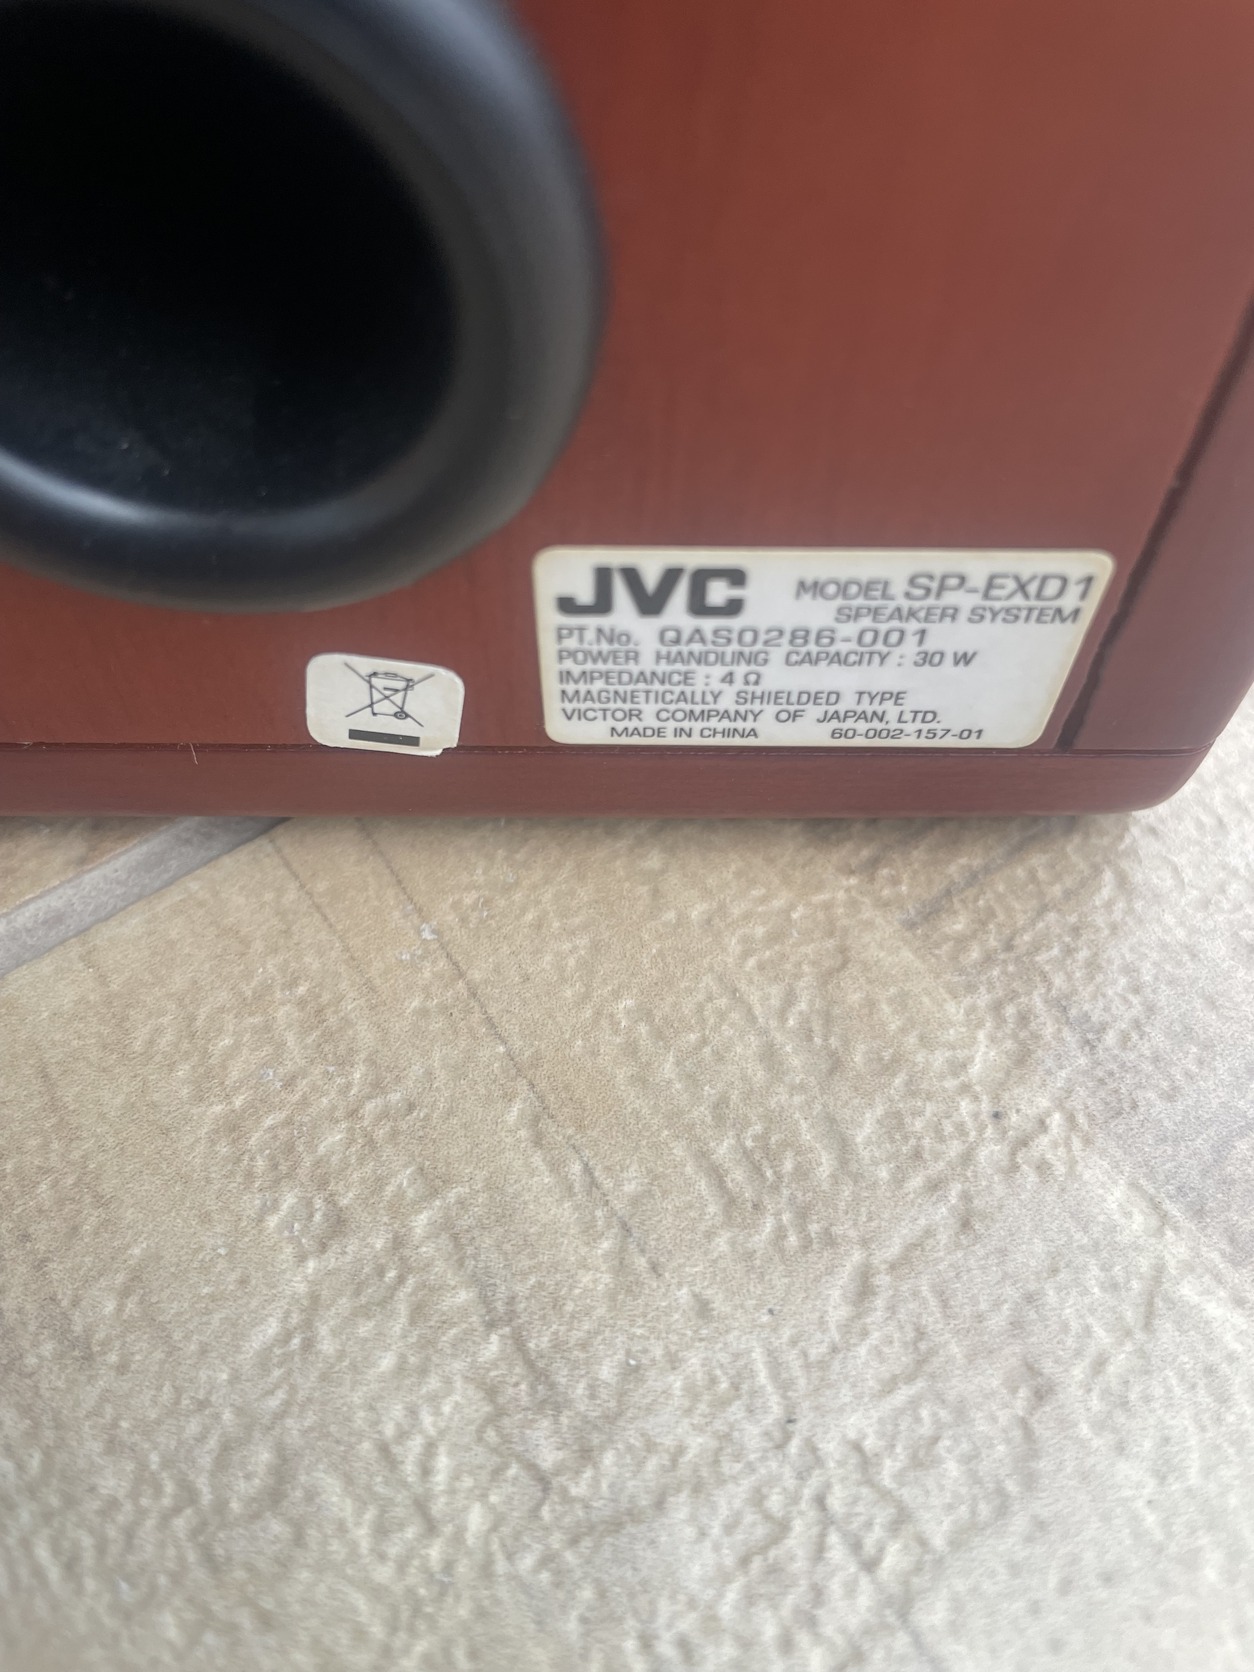 JVC MODEL SP-EXD1
SPEAKER SYSTEM
PT.No. QAS0286-001
POWER HANDLING CAPACITY : 30 W
IMPEDANCE : 4 Ω
MAGNETICALLY SHIELDED TYPE
VICTOR COMPANY OF JAPAN, LTD.
MADE IN CHINA 60-002-157-01